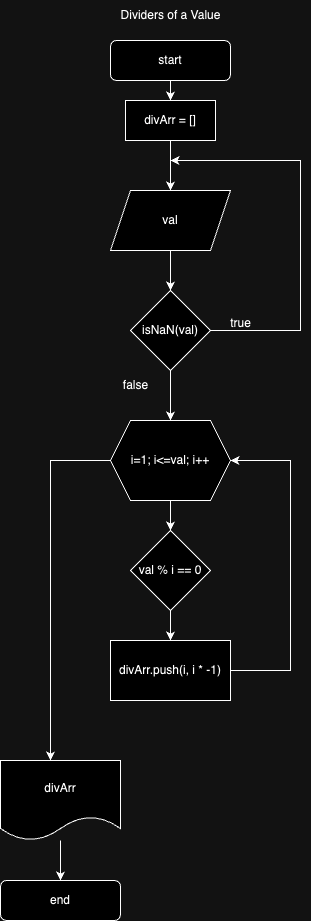 Dividers of a Value
start
divArr = []
val
isNaN(val)
true
false
i=1; i<=val; i++
val % i == 0
divArr.push(i, i * -1)
divArr
end